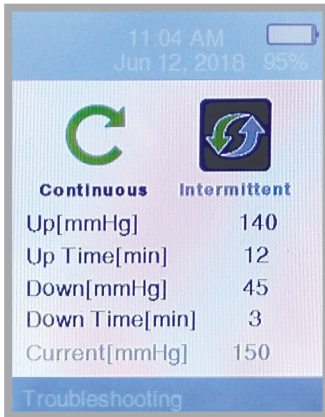 11:04 AM
Jun 12, 2018 95%
Continuous Intermittent
Up[mmHg] 140
Up Time[min] 12
Down[mmHg] 45
Down Time[min] 3
Current[mmHg] 150
Troubleshooting